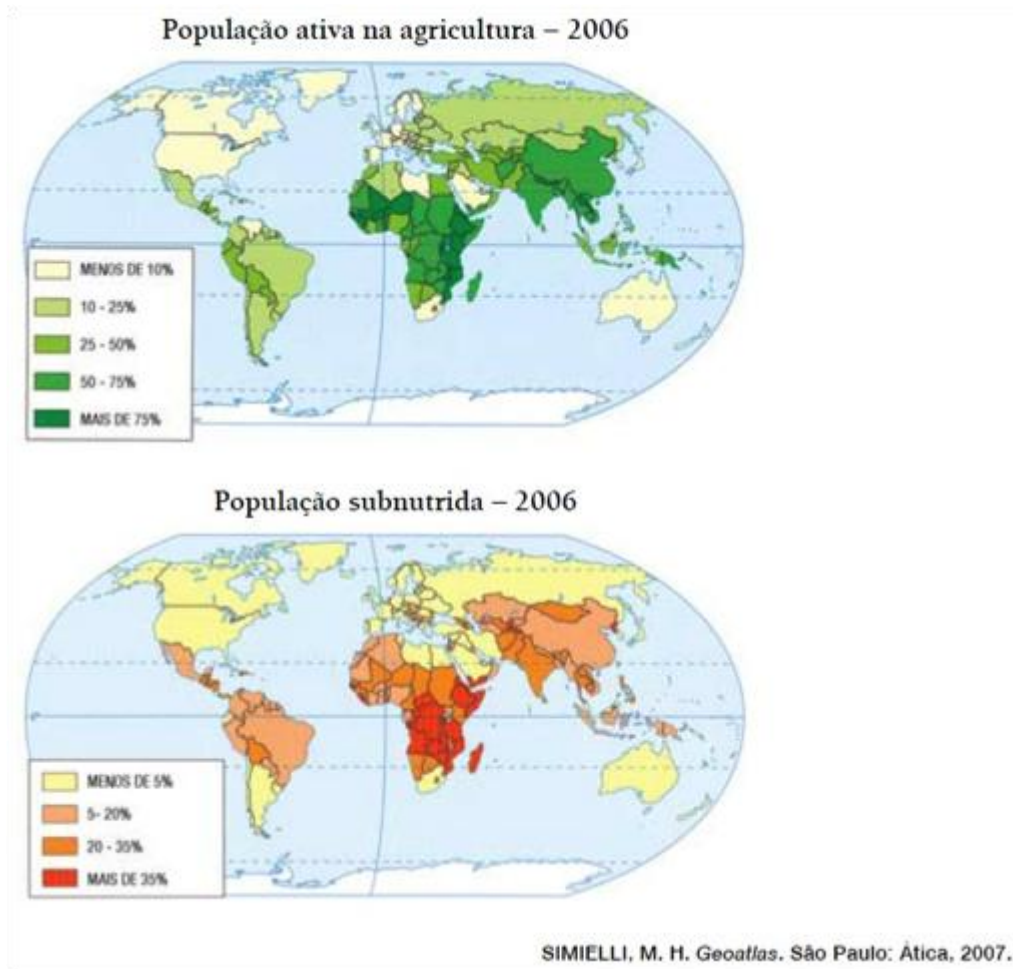 População ativa na agricultura – 2006
MENOS DE 10%
10 - 25%
25 - 50%
50 - 75%
MAIS DE 75%
População subnutrida – 2006
MENOS DE 5%
5- 20%
20 - 35%
MAIS DE 35%
SIMIELLI, M. H. Geoatlas. São Paulo: Ática, 2007.